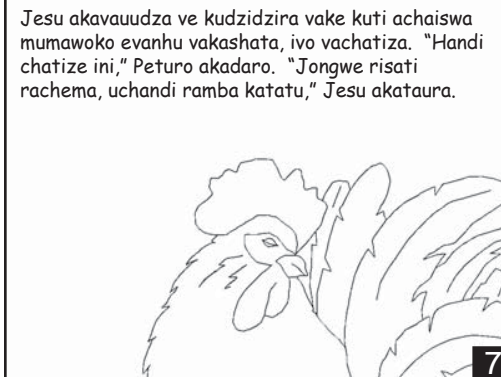 Jesu akavauudza ve kudzidzira vake kuti achaiswa
mumawoko evanhu vakashata, ivo vachatiza. “Handi
chatize ini,” Peturo akadaro. “Jongwe risati
rachema, uchandi ramba katatu,” Jesu akataura.
7